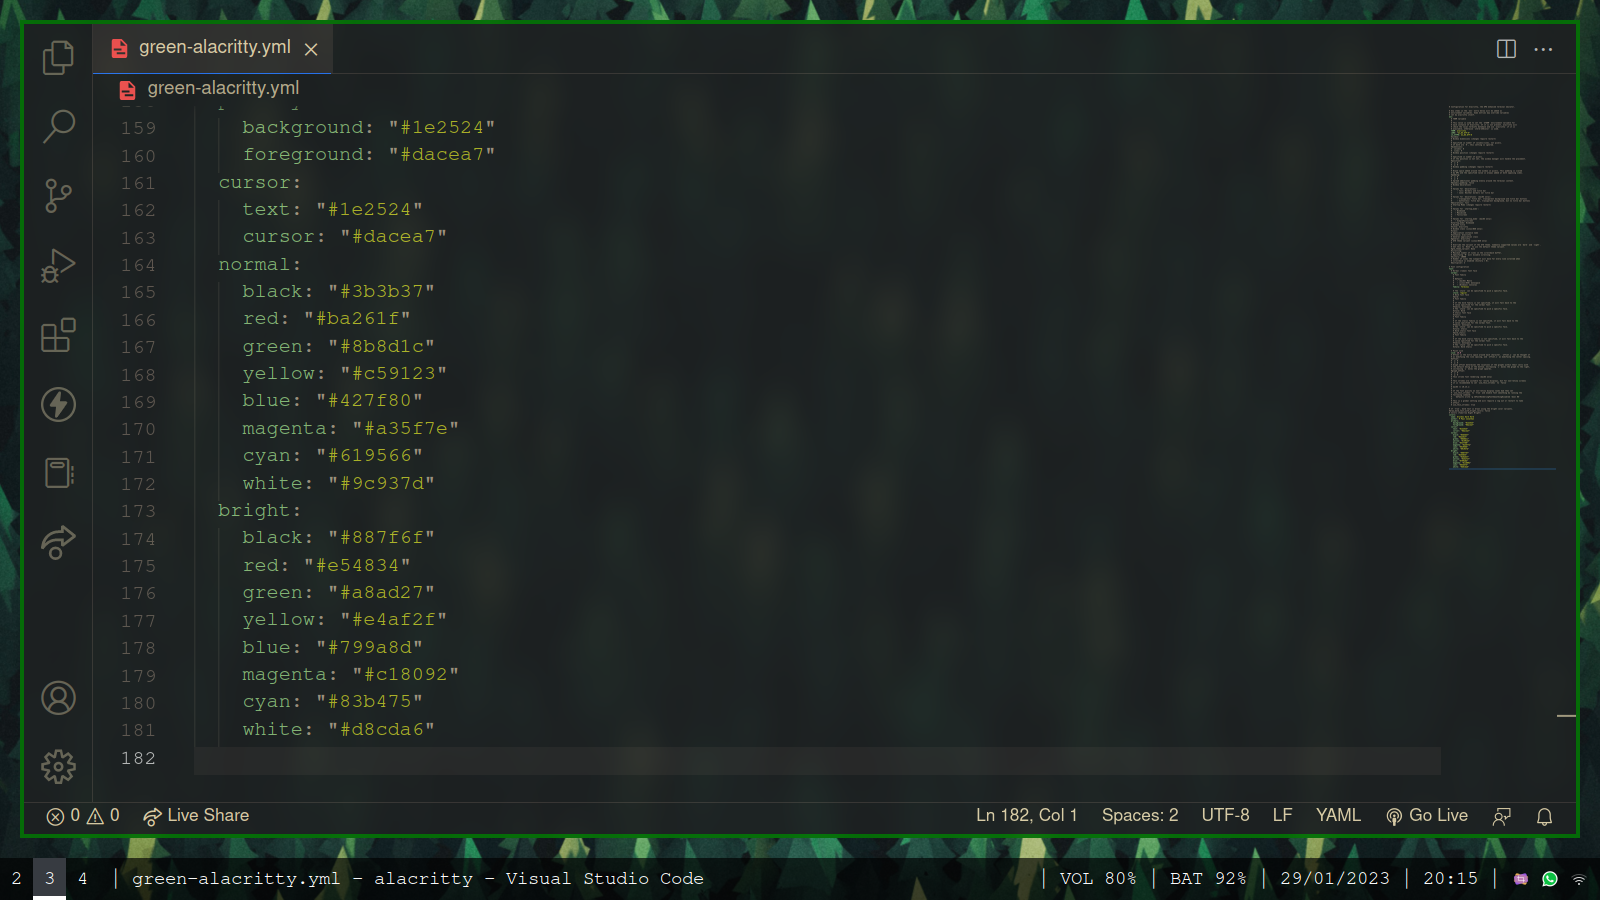 green-alacritty.yml
green-alacritty.yml
159 background: "#1e2524"
160 foreground: "#dacea7"
161 cursor:
162 text: "#1e2524"
163 cursor: "#dacea7"
164 normal:
165 black: "#3b3b37"
166 red: "#ba261f"
167 green: "#8b8d1c"
168 yellow: "#c59123"
169 blue: "#427f80"
170 magenta: "#a35f7e"
171 cyan: "#619566"
172 white: "#9c937d"
173 bright:
174 black: "#887f6f"
175 red: "#e54834"
176 green: "#a8ad27"
177 yellow: "#e4af2f"
178 blue: "#799a8d"
179 magenta: "#c18092"
180 cyan: "#83b475"
181 white: "#d8cda6"
182
0 0 Live Share Ln 182, Col 1 Spaces: 2 UTF-8 LF YAML Go Live
2 3 4 | green-alacritty.yml - alacritty - Visual Studio Code | VOL 80% | BAT 92% | 29/01/2023 | 20:15 |